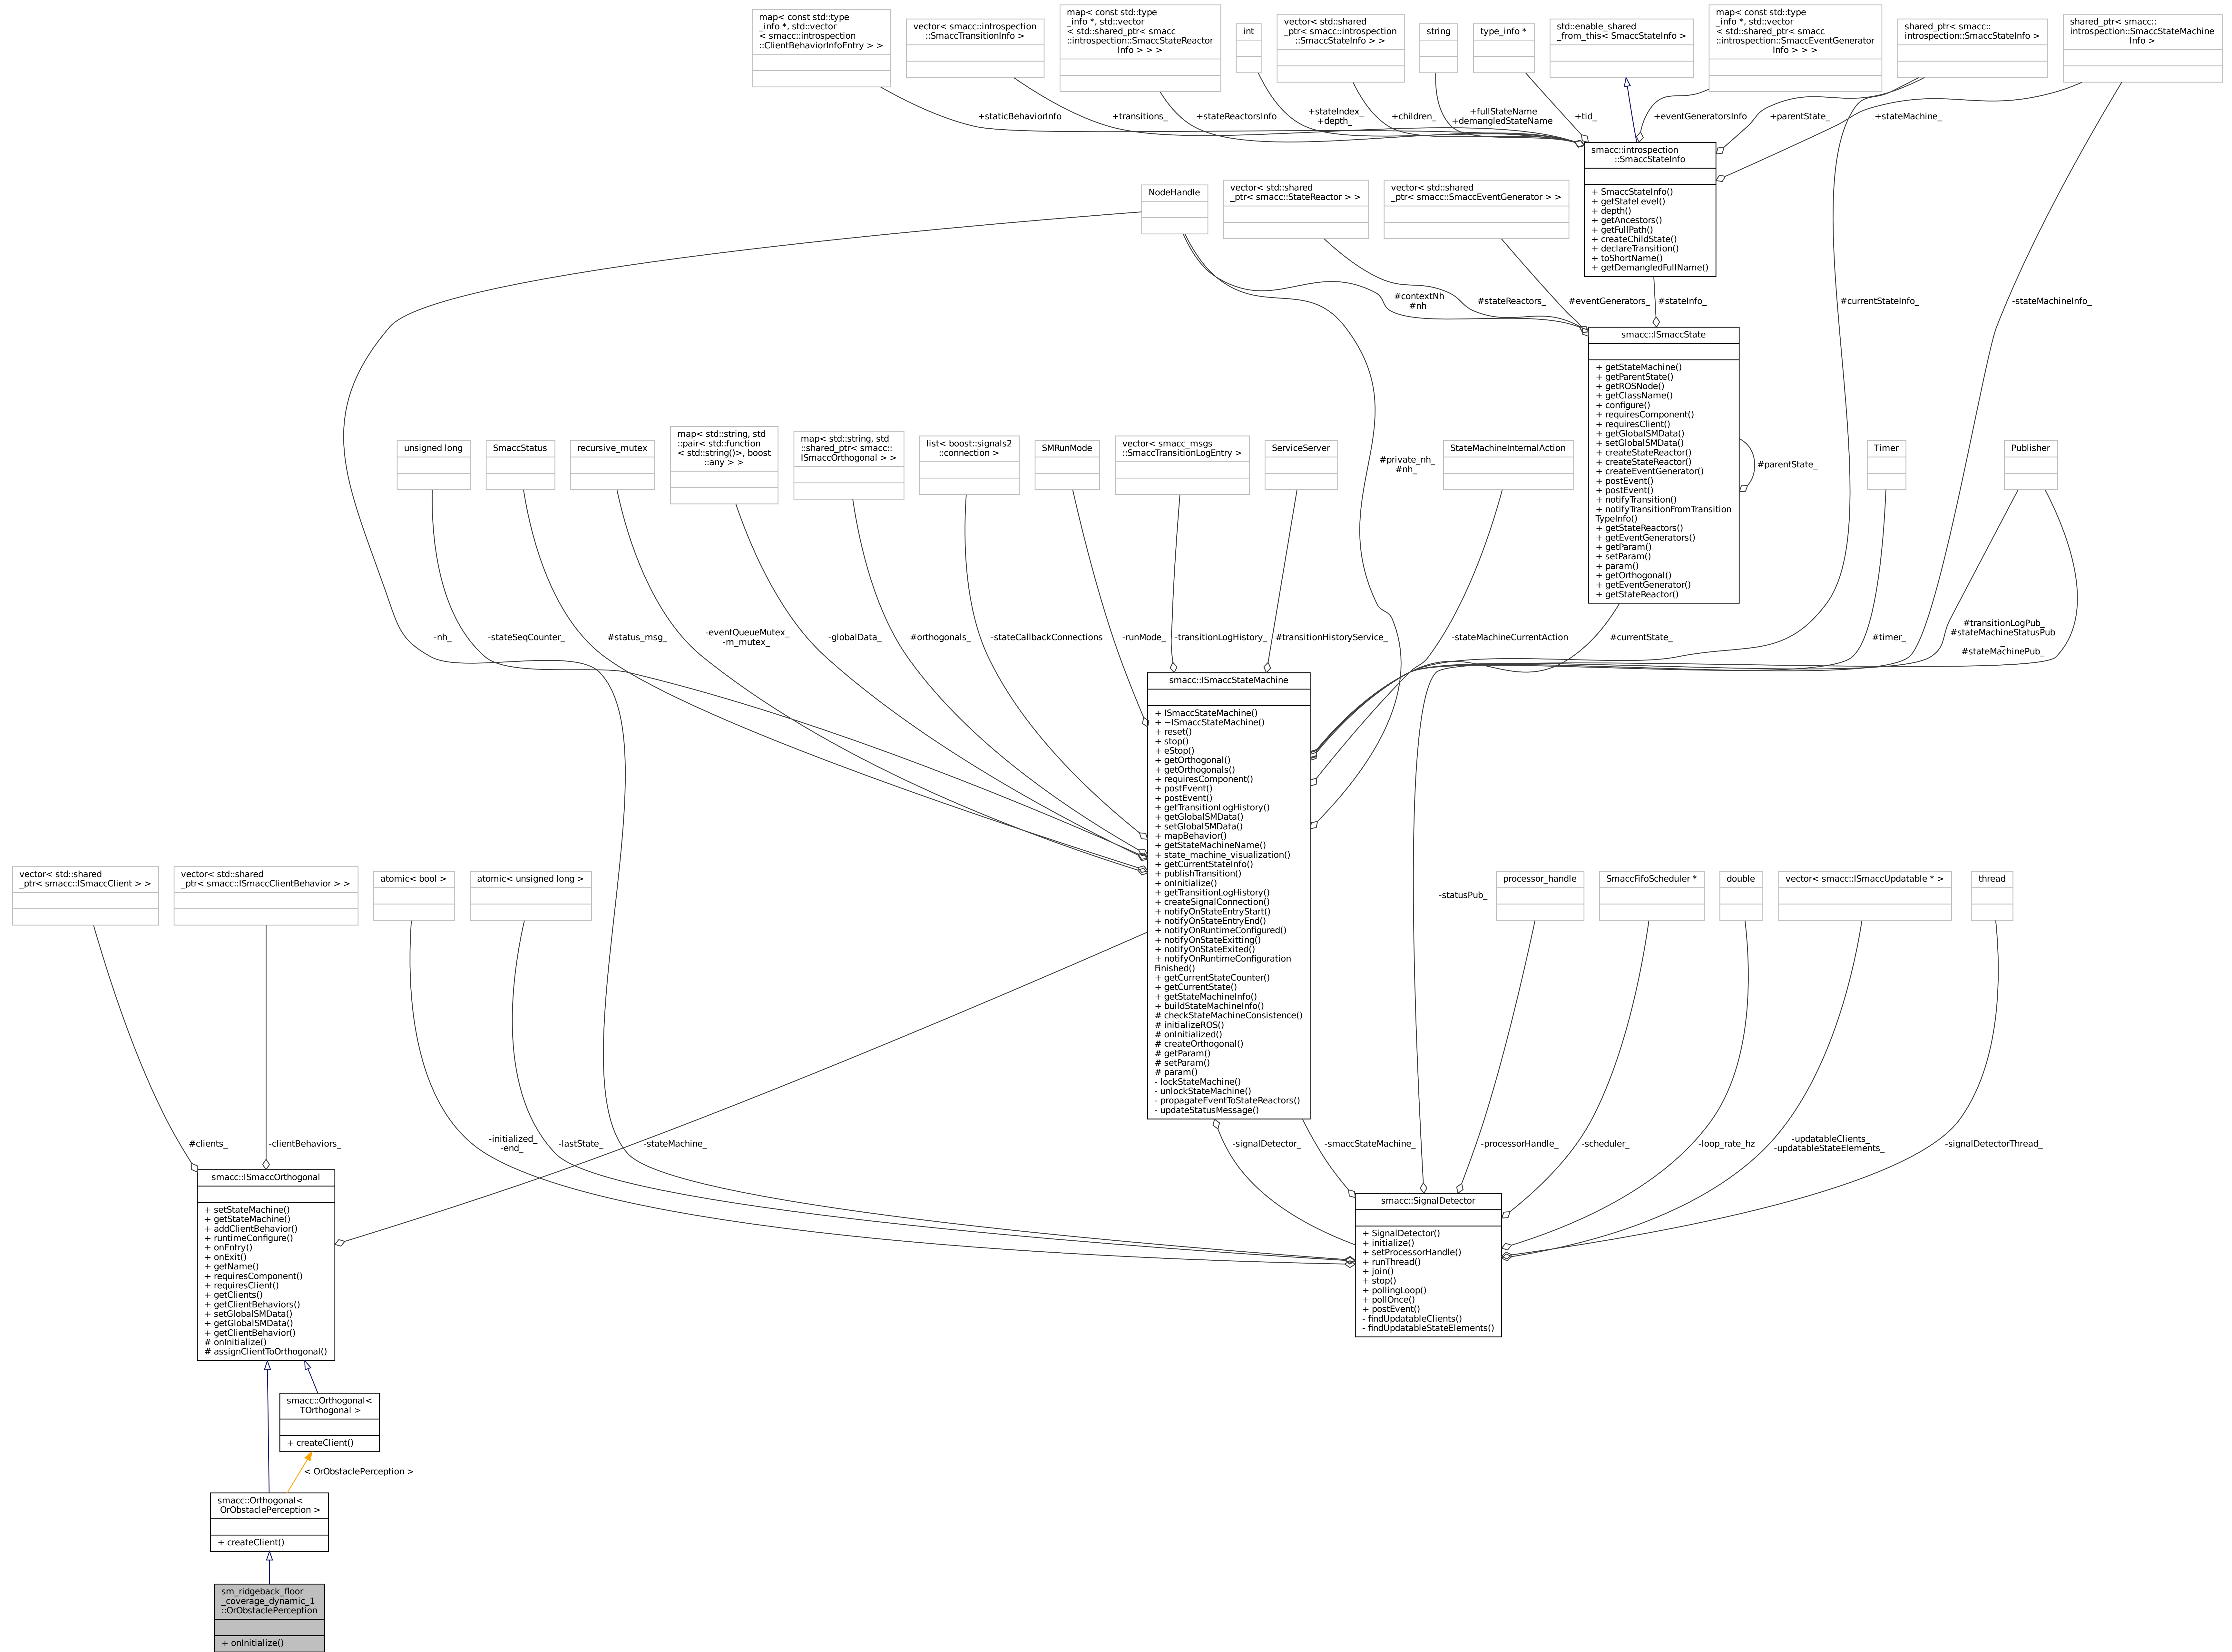 map< const std::type
_info *, std::vector
< smacc::introspection
::ClientBehaviorInfoEntry > >
vector< smacc::introspection
::SmaccTransitionInfo >
map< const std::type
_info *, std::vector
< std::shared_ptr< smacc
::introspection::SmaccStateReactor
Info > > >
int
vector< std::shared
_ptr< smacc::introspection
::SmaccStateInfo > >
string
type_info *
std::enable_shared
_from_this< SmaccStateInfo >
map< const std::type
_info *, std::vector
< std::shared_ptr< smacc
::introspection::SmaccEventGenerator
Info > > >
shared_ptr< smacc::
introspection::SmaccStateInfo >
shared_ptr< smacc::
introspection::SmaccStateMachine
Info >
+staticBehaviorInfo
+transitions_
+stateReactorsInfo
+stateIndex_
+depth_
+children_
+fullStateName
+demangledStateName
+tid_
+eventGeneratorsInfo
+parentState_
+stateMachine_
smacc::introspection
::SmaccStateInfo
+ SmaccStateInfo()
+ getStateLevel()
+ depth()
+ getAncestors()
+ getFullPath()
+ createChildState()
+ declareTransition()
+ toShortName()
+ getDemangledFullName()
NodeHandle
vector< std::shared
_ptr< smacc::StateReactor > >
vector< std::shared
_ptr< smacc::SmaccEventGenerator > >
#contextNh
#nh
#stateReactors_
#eventGenerators_
#stateInfo_
#currentStateInfo_
-stateMachineInfo_
smacc::ISmaccState
+ getStateMachine()
+ getParentState()
+ getROSNode()
+ getClassName()
+ configure()
+ requiresComponent()
+ requiresClient()
+ getGlobalSMData()
+ setGlobalSMData()
+ createStateReactor()
+ createStateReactor()
+ createEventGenerator()
+ postEvent()
+ postEvent()
+ notifyTransition()
+ notifyTransitionFromTransition
TypeInfo()
+ getStateReactors()
+ getEventGenerators()
+ getParam()
+ setParam()
+ param()
+ getOrthogonal()
+ getEventGenerator()
+ getStateReactor()
#parentState_
unsigned long
SmaccStatus
recursive_mutex
map< std::string, std
::pair< std::function
< std::string()>, boost
::any > >
map< std::string, std
::shared_ptr< smacc::
ISmaccOrthogonal > >
list< boost::signals2
::connection >
SMRunMode
vector< smacc_msgs
::SmaccTransitionLogEntry >
ServiceServer
#private_nh_
#nh_
StateMachineInternalAction
Timer
Publisher
-nh_
-stateSeqCounter_
#status_msg_
-eventQueueMutex_
-m_mutex_
-globalData_
#orthogonals_
-stateCallbackConnections
-runMode_
-transitionLogHistory_
#transitionHistoryService_
-stateMachineCurrentAction
#currentState_
#timer_
#transitionLogPub_
#stateMachineStatusPub
_
#stateMachinePub_
smacc::ISmaccStateMachine
+ ISmaccStateMachine()
+ ~ISmaccStateMachine()
+ reset()
+ stop()
+ eStop()
+ getOrthogonal()
+ getOrthogonals()
+ requiresComponent()
+ postEvent()
+ postEvent()
+ getTransitionLogHistory()
+ getGlobalSMData()
+ setGlobalSMData()
+ mapBehavior()
+ getStateMachineName()
+ state_machine_visualization()
+ getCurrentStateInfo()
+ publishTransition()
+ onInitialize()
+ getTransitionLogHistory()
+ createSignalConnection()
+ notifyOnStateEntryStart()
+ notifyOnStateEntryEnd()
+ notifyOnRuntimeConfigured()
+ notifyOnStateExitting()
+ notifyOnStateExited()
+ notifyOnRuntimeConfiguration
Finished()
+ getCurrentStateCounter()
+ getCurrentState()
+ getStateMachineInfo()
+ buildStateMachineInfo()
# checkStateMachineConsistence()
# initializeROS()
# onInitialized()
# createOrthogonal()
# getParam()
# setParam()
# param()
- lockStateMachine()
- unlockStateMachine()
- propagateEventToStateReactors()
- updateStatusMessage()
vector< std::shared
_ptr< smacc::ISmaccClient > >
vector< std::shared
_ptr< smacc::ISmaccClientBehavior > >
atomic< bool >
atomic< unsigned long >
-statusPub_
processor_handle
SmaccFifoScheduler *
double
vector< smacc::ISmaccUpdatable * >
thread
#clients_
-clientBehaviors_
-initialized_
-end_
-lastState_
-stateMachine_
-signalDetector_
-smaccStateMachine_
-processorHandle_
-scheduler_
-loop_rate_hz
-updatableClients_
-updatableStateElements_
-signalDetectorThread_
smacc::ISmaccOrthogonal
+ setStateMachine()
+ getStateMachine()
+ addClientBehavior()
+ runtimeConfigure()
+ onEntry()
+ onExit()
+ getName()
+ requiresComponent()
+ requiresClient()
+ getClients()
+ getClientBehaviors()
+ setGlobalSMData()
+ getGlobalSMData()
+ getClientBehavior()
# onInitialize()
# assignClientToOrthogonal()
smacc::SignalDetector
+ SignalDetector()
+ initialize()
+ setProcessorHandle()
+ runThread()
+ join()
+ stop()
+ pollingLoop()
+ pollOnce()
+ postEvent()
- findUpdatableClients()
- findUpdatableStateElements()
smacc::Orthogonal<
TOrthogonal >
+ createClient()
< OrObstaclePerception >
smacc::Orthogonal<
OrObstaclePerception >
+ createClient()
sm_ridgeback_floor
_coverage_dynamic_1
::OrObstaclePerception
+ onInitialize()